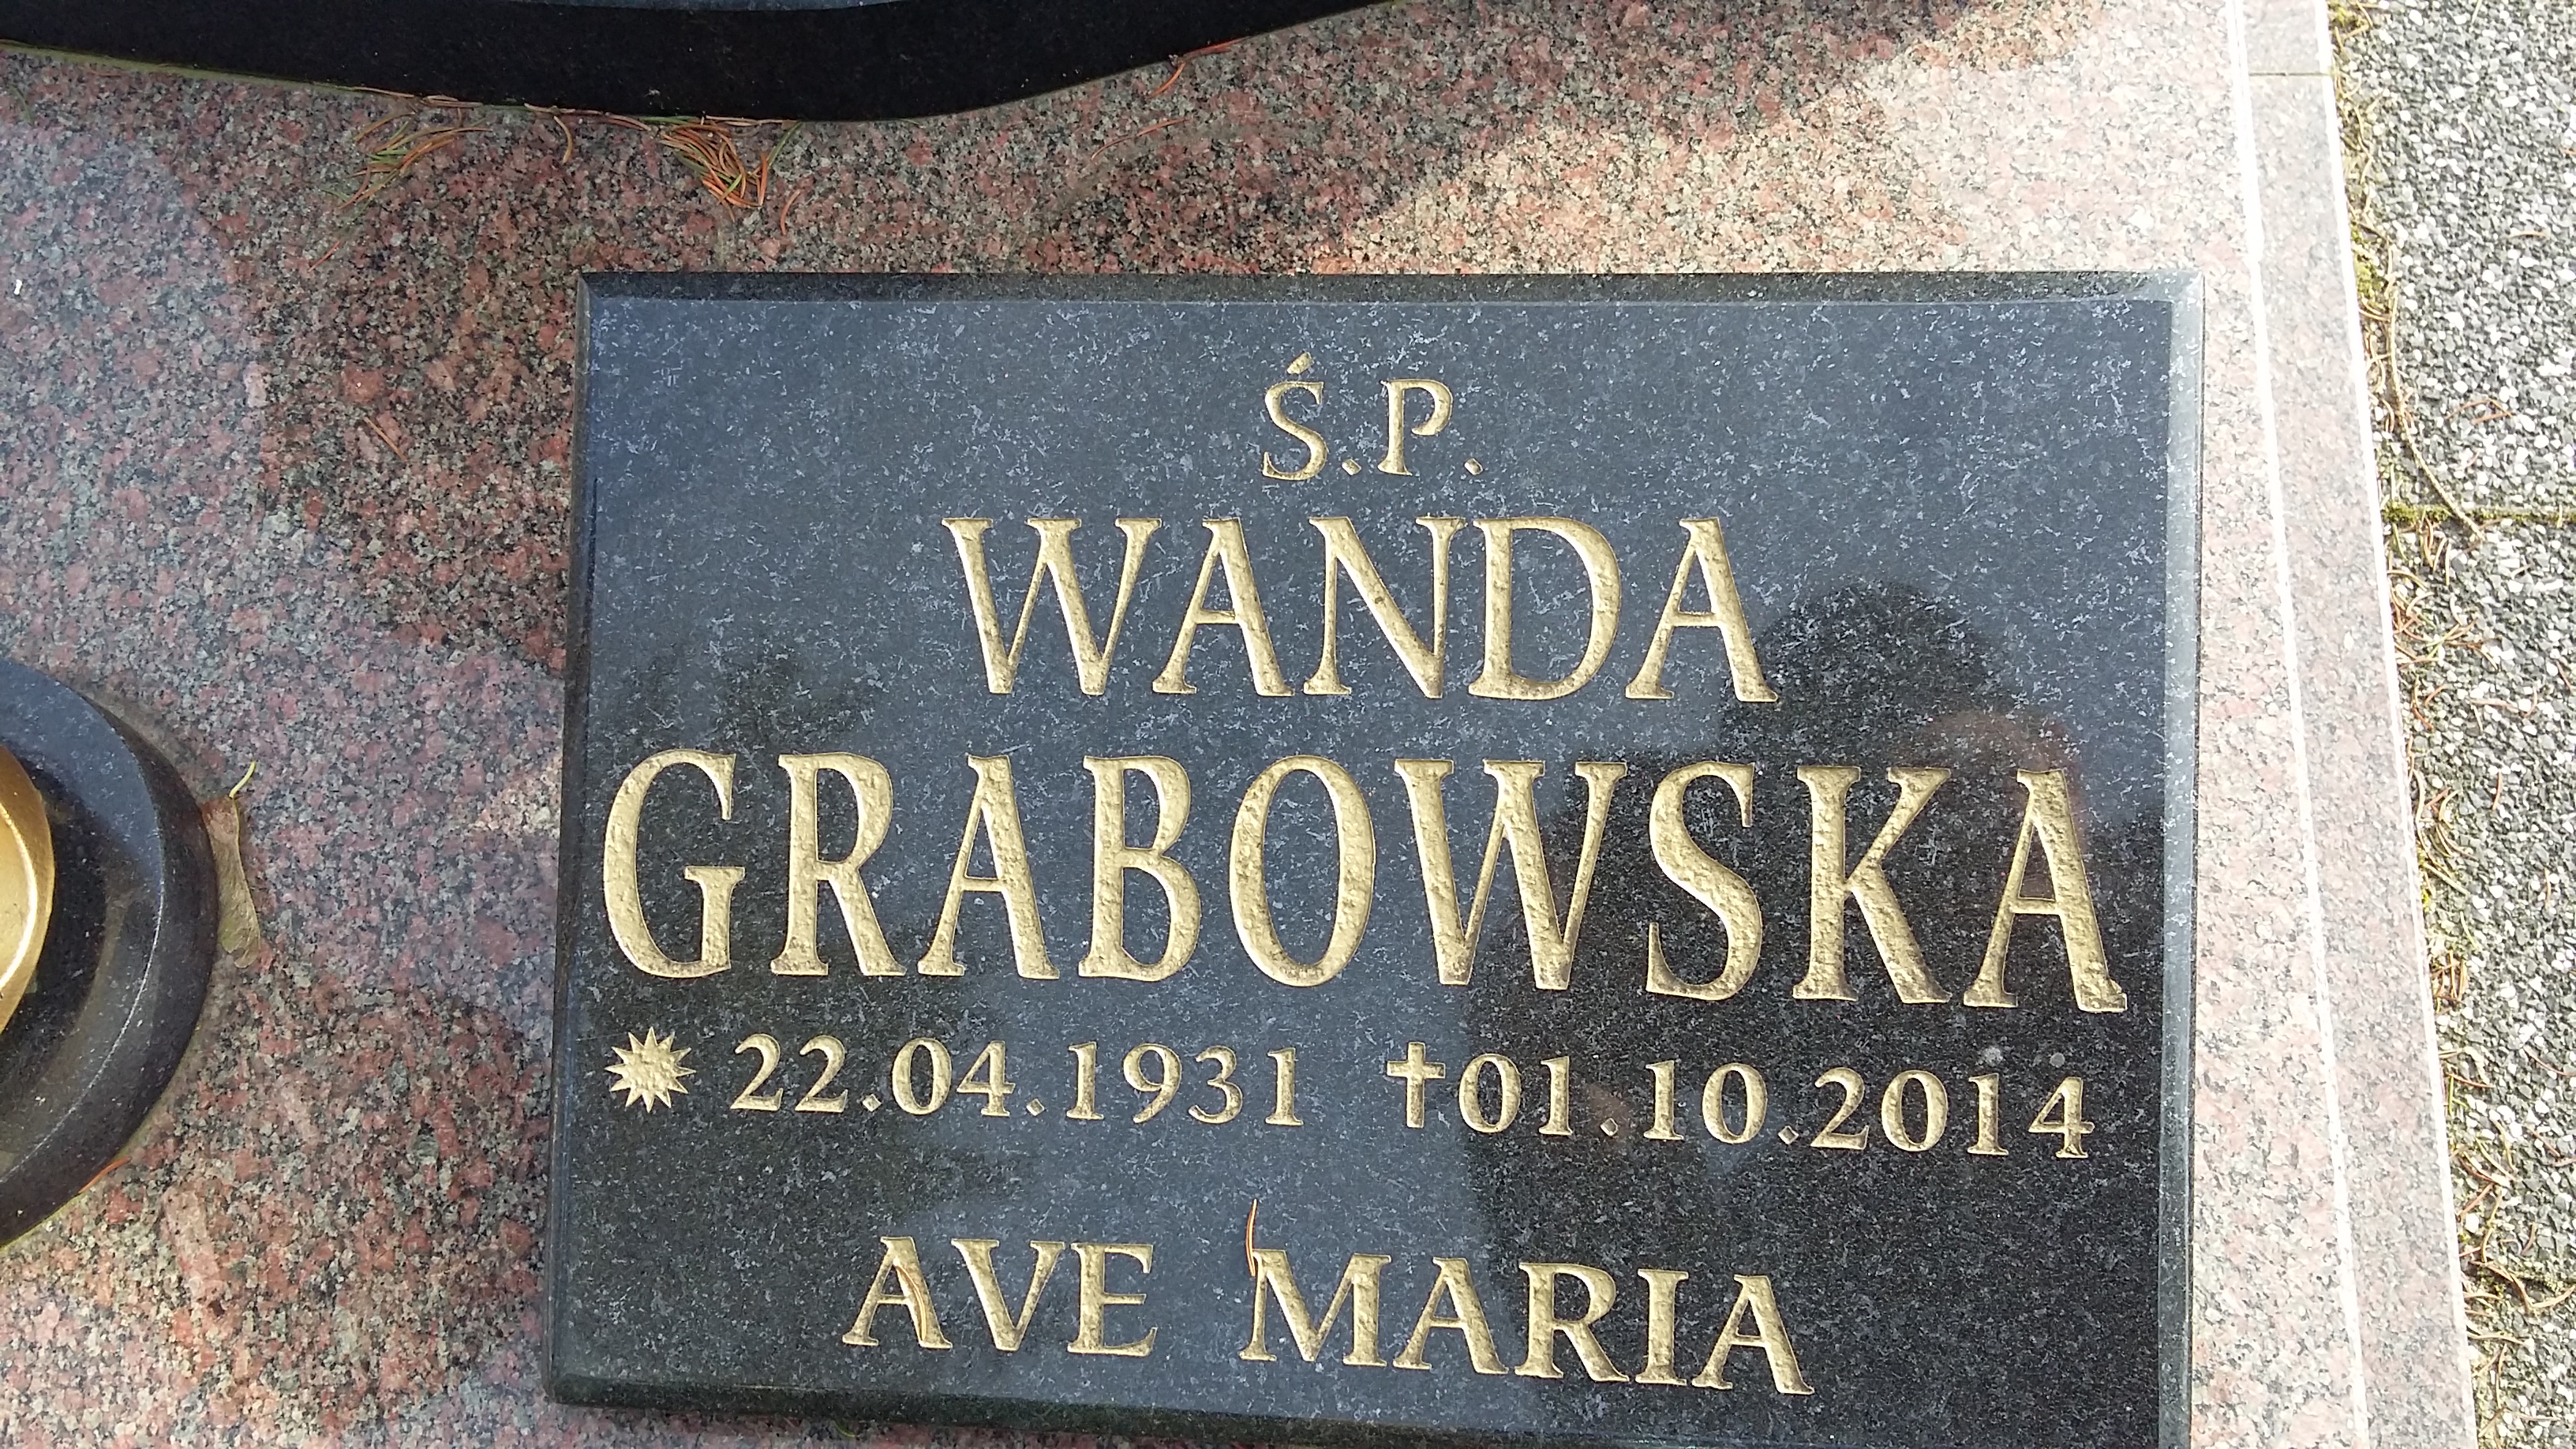 Ś.P.
WANDA
GRABOWSKA
* 22.04.1931 †01.10.2014
AVE MARIA